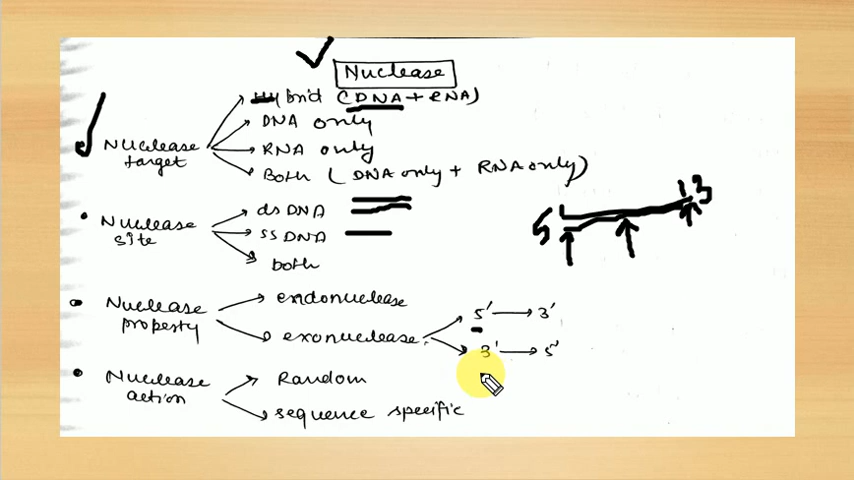 Nuclease
Hybrid (DNA + RNA)
DNA only
Nuclease target
RNA only
Both (DNA only + RNA only)
ds DNA
Nuclease site
ss DNA
both
5' 3'
endonuclease
Nuclease property
exonuclease
5' → 3'
3' → 5'
Nuclease action
Random
sequence specific